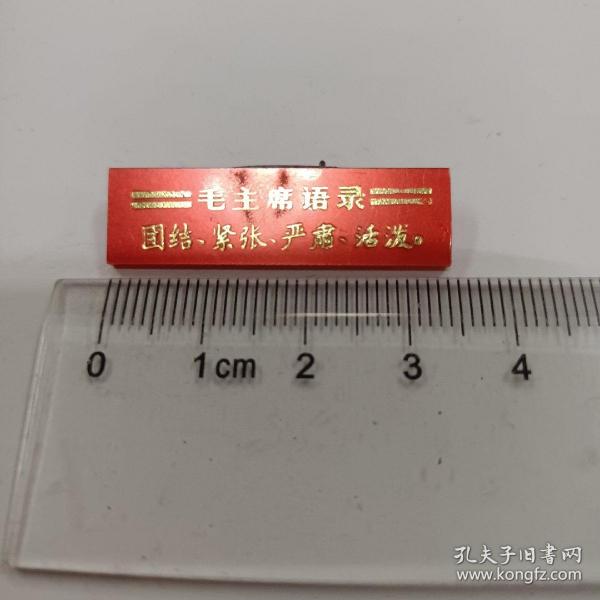 毛主席语录
团结、紧张、严肃、活泼。
0 1cm 2 3 4
孔夫子旧书网
www.kongfz.com